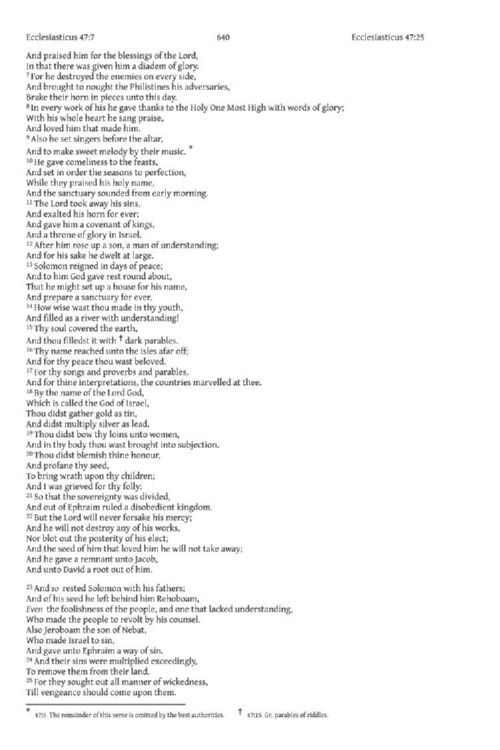 Ecclesiasticus 47:7 640 Ecclesiasticus 47:25
And praised him for the blessings of the Lord,
In that there was given him a diadem of glory.
7 For he destroyed the enemies on every side,
And brought to nought the Philistines his adversaries,
Brake their horn in pieces unto this day.
8 In every work of his he gave thanks to the Holy One Most High with words of glory;
With his whole heart he sang praise,
And loved him that made him.
9 Also he set singers before the altar,
And to make sweet melody by their music. *
10 He gave comeliness to the feasts,
And set in order the seasons to perfection,
While they praised his holy name,
And the sanctuary sounded from early morning.
11 The Lord took away his sins,
And exalted his horn for ever;
And gave him a covenant of kings,
And a throne of glory in Israel.
12 After him rose up a son, a man of understanding;
And for his sake he dwelt at large.
13 Solomon reigned in days of peace;
And to him God gave rest round about,
That he might set up a house for his name,
And prepare a sanctuary for ever.
14 How wise wast thou made in thy youth,
And filled as a river with understanding!
15 Thy soul covered the earth,
And thou filledst it with † dark parables.
16 Thy name reached unto the isles afar off;
And for thy peace thou wast beloved.
17 For thy songs and proverbs and parables,
And for thine interpretations, the countries marvelled at thee.
18 By the name of the Lord God,
Which is called the God of Israel,
Thou didst gather gold as tin,
And didst multiply silver as lead.
19 Thou didst bow thy loins unto women,
And in thy body thou wast brought into subjection.
20 Thou didst blemish thine honour,
And profane thy seed,
To bring wrath upon thy children;
And I was grieved for thy folly:
21 So that the sovereignty was divided,
And out of Ephraim ruled a disobedient kingdom.
22 But the Lord will never forsake his mercy;
And he will not destroy any of his works,
Nor blot out the posterity of his elect;
And the seed of him that loved him he will not take away;
And he gave a remnant unto Jacob,
And unto David a root out of him.
23 And so rested Solomon with his fathers;
And of his seed he left behind him Rehoboam,
Even the foolishness of the people, and one that lacked understanding,
Who made the people to revolt by his counsel.
Also Jeroboam the son of Nebat,
Who made Israel to sin,
And gave unto Ephraim a way of sin.
24 And their sins were multiplied exceedingly,
To remove them from their land.
25 For they sought out all manner of wickedness,
Till vengeance should come upon them.
* 47:9 The remainder of this verse is omitted by the best authorities. † 47:15 Gr. parables of riddles.